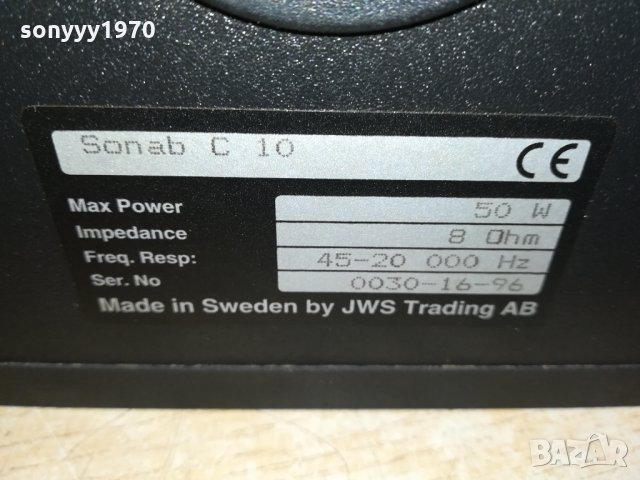 sonyyy1970
Sonab C 10
CE
Max Power 50 W
Impedance 8 Ohm
Freq. Resp: 45-20 000 Hz
Ser. No 0030-16-96
Made in Sweden by JWS Trading AB
BAZAR